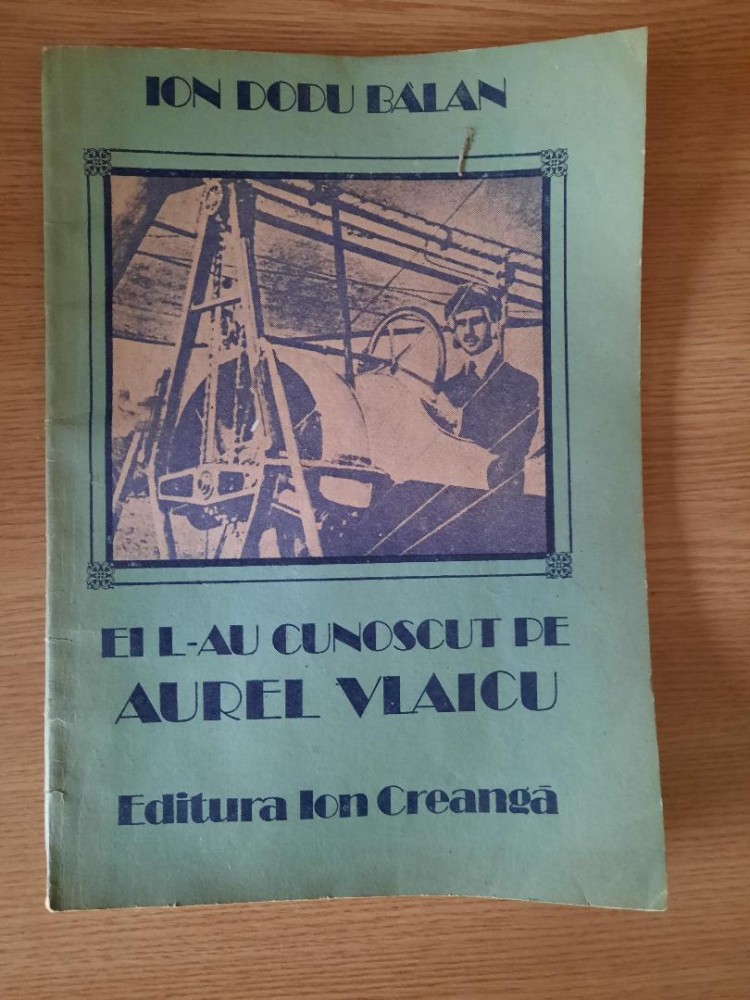 ION DODU BĂLAN
EI L-AU CUNOSCUT PE
AUREL VLAICU
Editura Ion Creangă